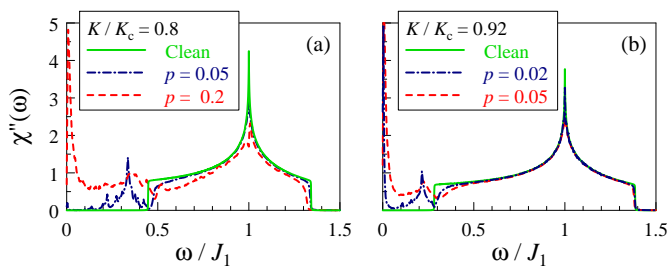 5
4
3
2
1
0
χ''(ω)
K / Kc = 0.8
Clean
p = 0.05
p = 0.2
(a)
0
0.5
1
1.5
ω / J1
K / Kc = 0.92
Clean
p = 0.02
p = 0.05
(b)
0
0.5
1
1.5
ω / J1